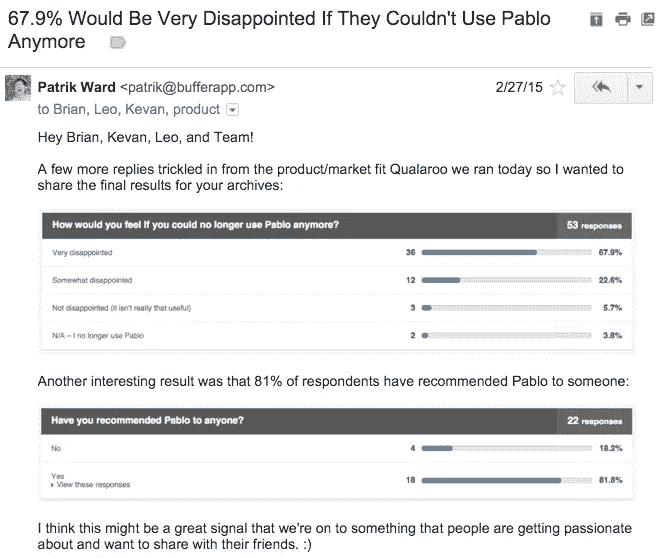 67.9% Would Be Very Disappointed If They Couldn't Use Pablo
Anymore
Patrik Ward <patrik@bufferapp.com>
2/27/15
to Brian, Leo, Kevan, product
Hey Brian, Kevan, Leo, and Team!
A few more replies trickled in from the product/market fit Qualaroo we ran today so I wanted to
share the final results for your archives:
How would you feel if you could no longer use Pablo anymore? 53 responses
Very disappointed 36 67.9%
Somewhat disappointed 12 22.6%
Not disappointed (it isn't really that useful) 3 5.7%
N/A – I no longer use Pablo 2 3.8%
Another interesting result was that 81% of respondents have recommended Pablo to someone:
Have you recommended Pablo to anyone? 22 responses
No 4 18.2%
Yes 18 81.8%
View these responses
I think this might be a great signal that we're on to something that people are getting passionate
about and want to share with their friends. :)